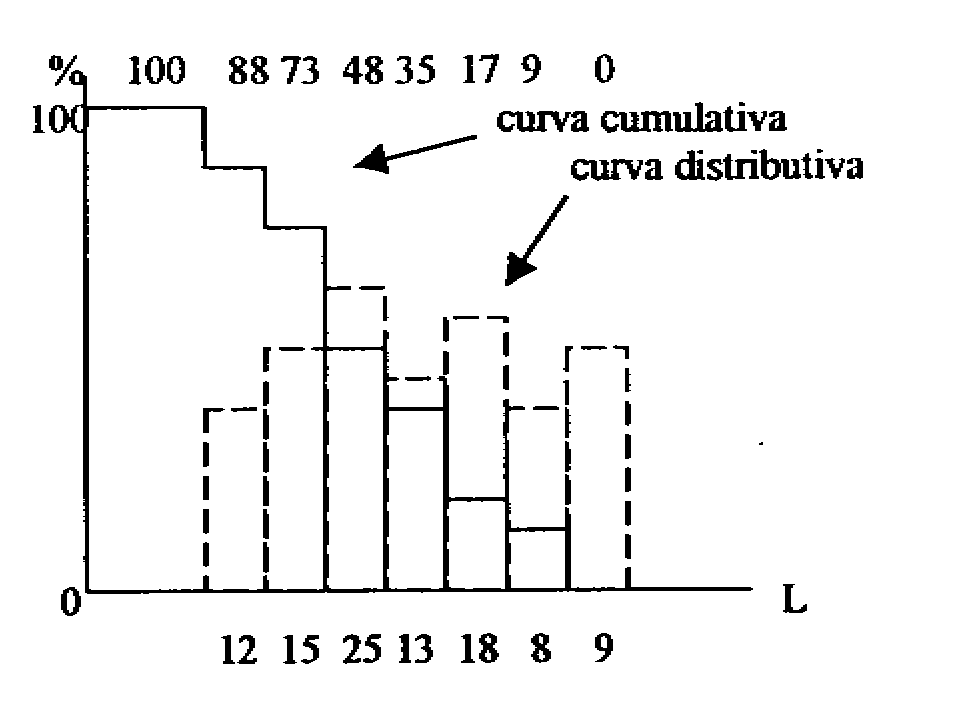 % 100 88 73 48 35 17 9 0
100
curva cumulativa
curva distributiva
0
L
12 15 25 13 18 8 9